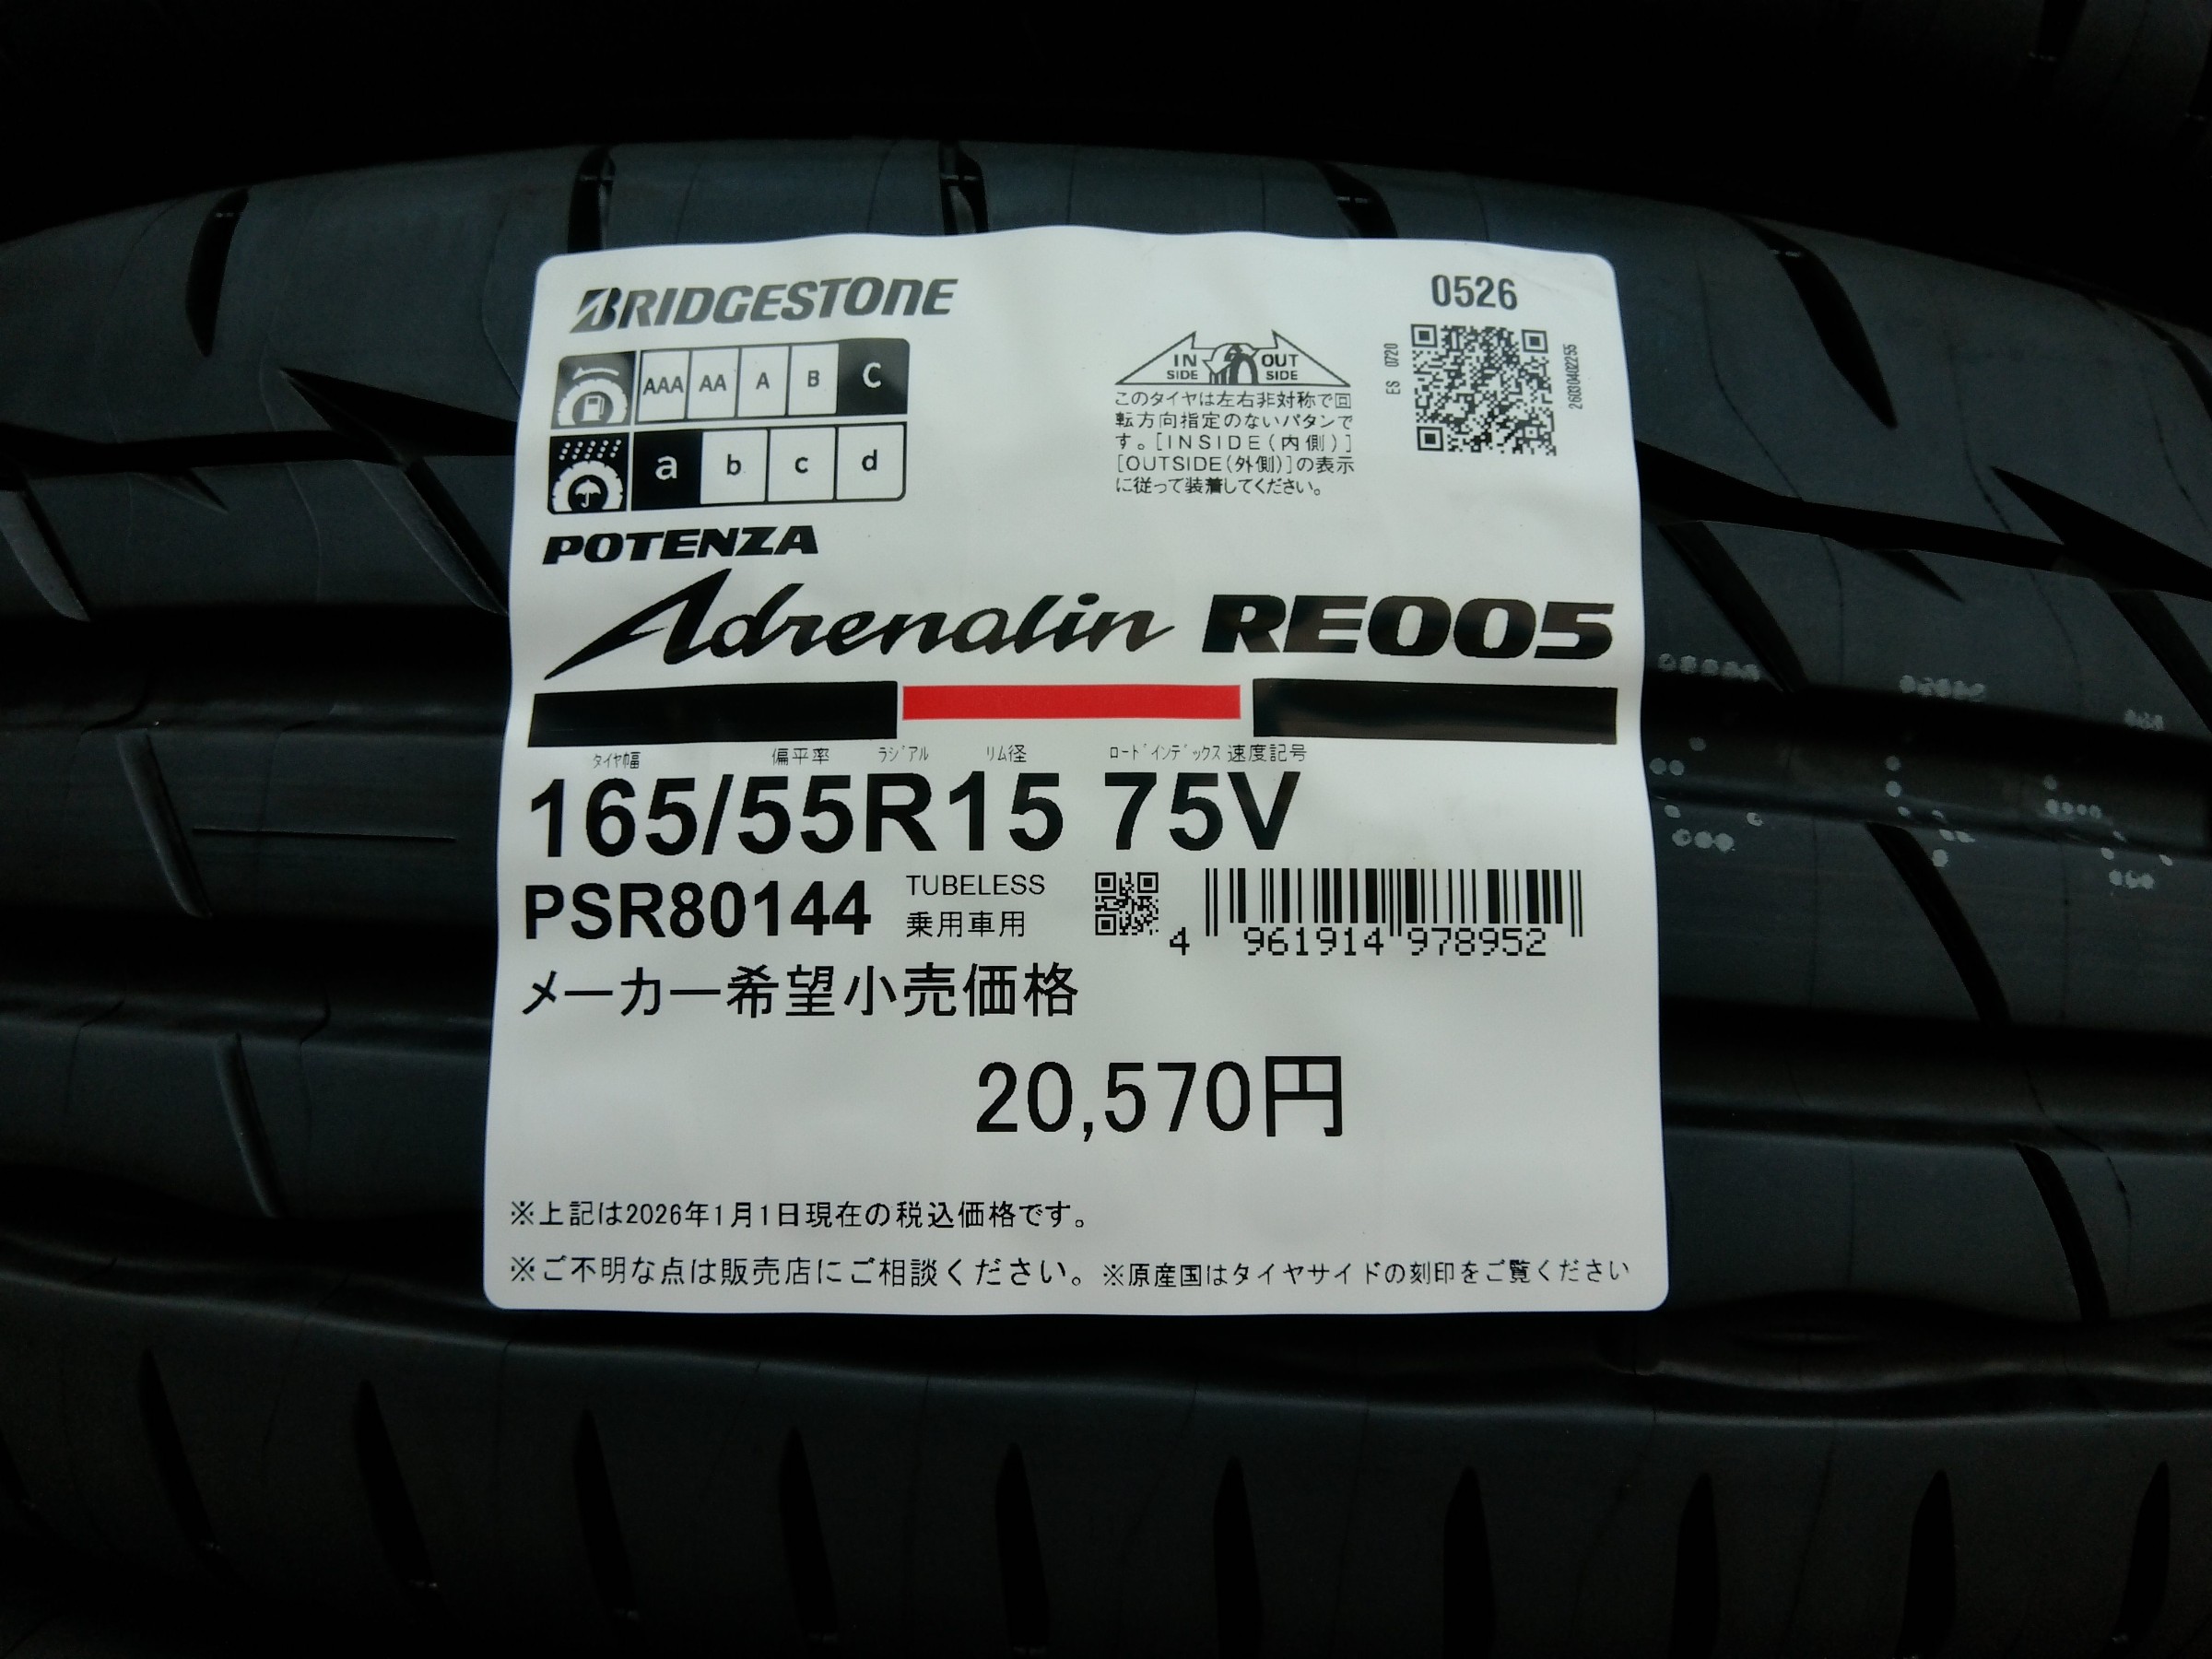 BRIDGESTONE
0526
AAA AA A B C
a b c d
IN SIDE OUT SIDE
ES 0720
26030402255
このタイヤは左右非対称で回
転方向指定のないパタンで
す。[INSIDE(内側)]
[OUTSIDE(外側)]の表示
に従って装着してください。
POTENZA
Adrenalin RE005
タイヤ幅 偏平率 ラジアル リム径 ロードインデックス 速度記号
165/55R15 75V
PSR80144
TUBELESS
乗用車用
4 961914 978952
メーカー希望小売価格
20,570円
※上記は2026年1月1日現在の税込価格です。
※ご不明な点は販売店にご相談ください。※原産国はタイヤサイドの刻印をご覧ください